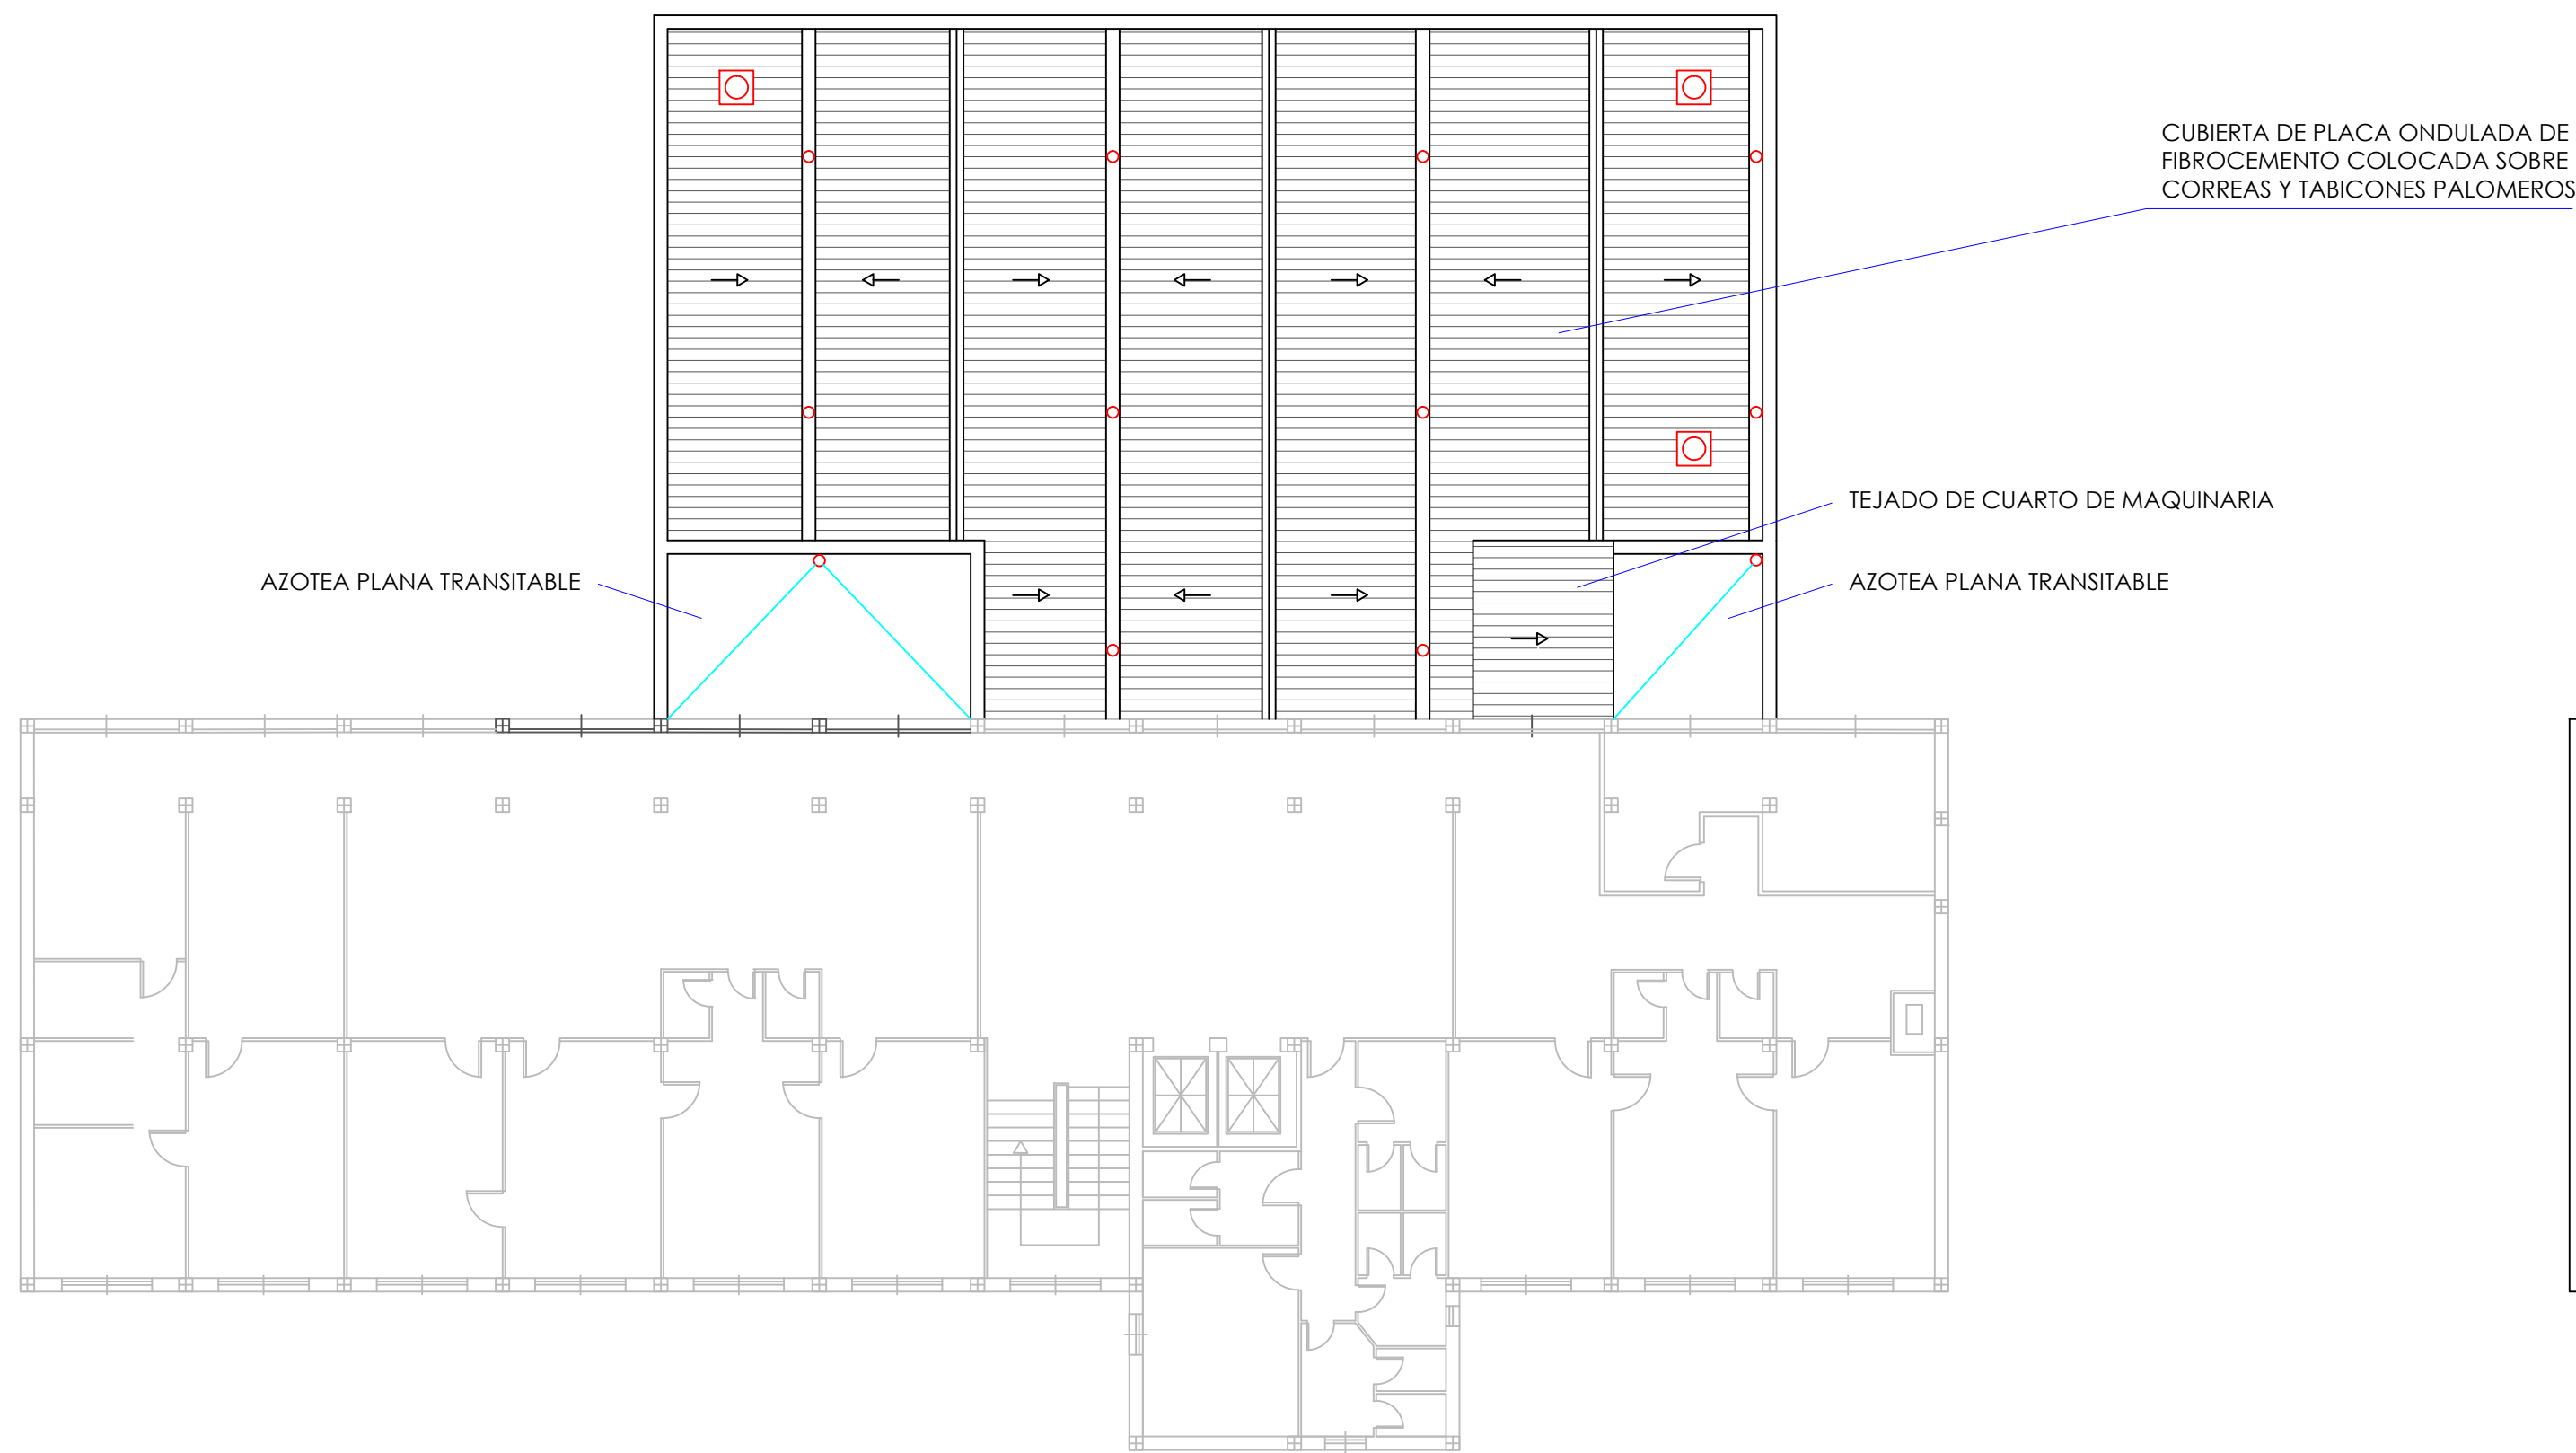 CUBIERTA DE PLACA ONDULADA DE
FIBROCEMENTO COLOCADA SOBRE
CORREAS Y TABICONES PALOMEROS
TEJADO DE CUARTO DE MAQUINARIA
AZOTEA PLANA TRANSITABLE
AZOTEA PLANA TRANSITABLE